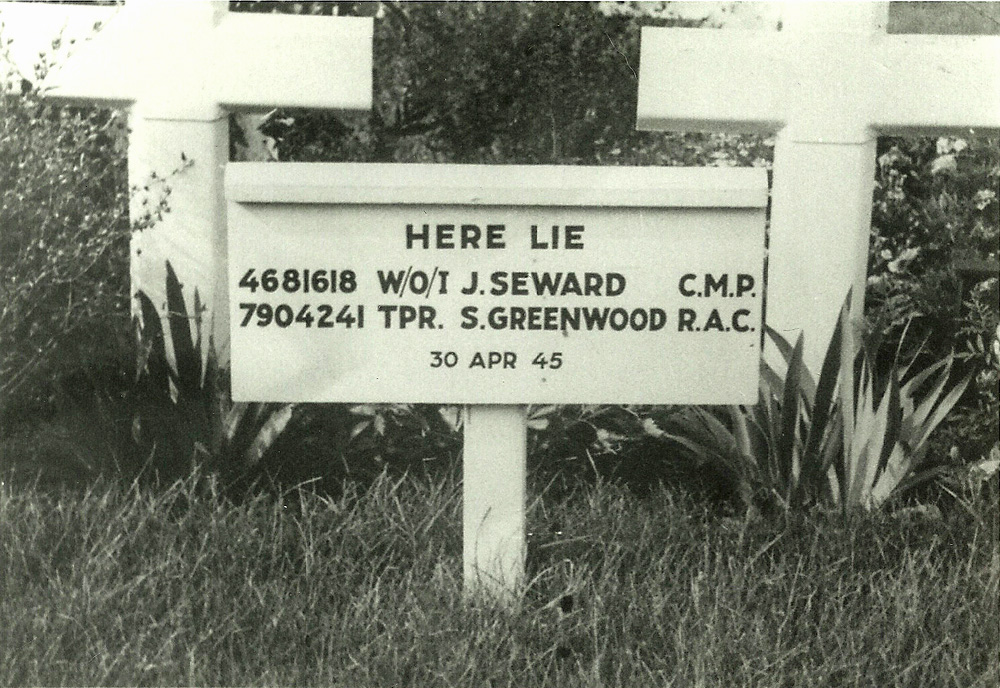 HERE LIE
4681618 W/O/I J. SEWARD C.M.P.
7904241 TPR. S. GREENWOOD R.A.C.
30 APR 45